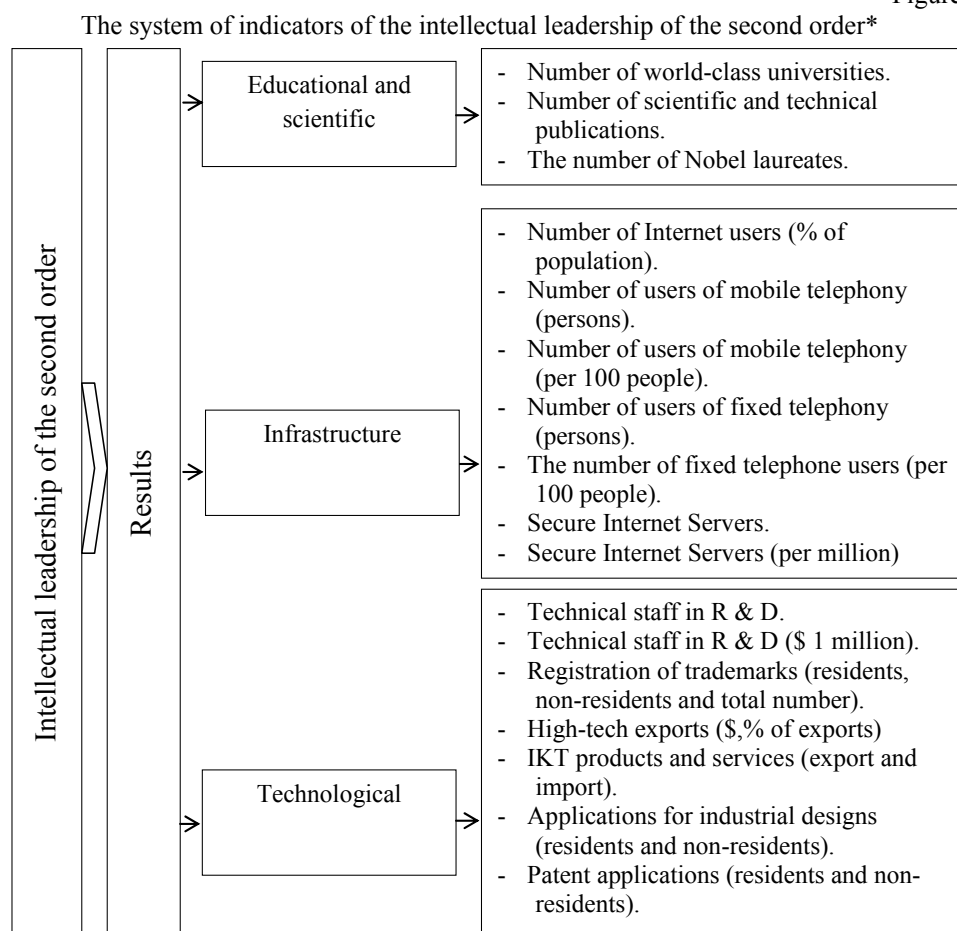 Figure
The system of indicators of the intellectual leadership of the second order*
Intellectual leadership of the second order
Results
Educational and
scientific
- Number of world-class universities.
- Number of scientific and technical
publications.
- The number of Nobel laureates.
Infrastructure
- Number of Internet users (% of
population).
- Number of users of mobile telephony
(persons).
- Number of users of mobile telephony
(per 100 people).
- Number of users of fixed telephony
(persons).
- The number of fixed telephone users (per
100 people).
- Secure Internet Servers.
- Secure Internet Servers (per million)
Technological
- Technical staff in R & D.
- Technical staff in R & D ($ 1 million).
- Registration of trademarks (residents,
non-residents and total number).
- High-tech exports ($,% of exports)
- IKT products and services (export and
import).
- Applications for industrial designs
(residents and non-residents).
- Patent applications (residents and non-
residents).